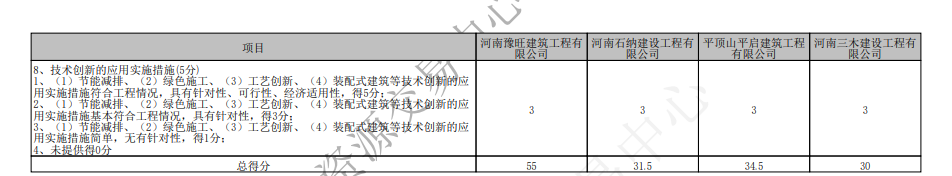 项目
河南豫旺建筑工程有限公司
河南石纳建设工程有限公司
平顶山平启建筑工程有限公司
河南三木建设工程有限公司
8、技术创新的应用实施措施(5分)
1、（1）节能减排、（2）绿色施工、（3）工艺创新、（4）装配式建筑等技术创新的应
用实施措施符合工程情况，具有针对性、可行性、经济适用性，得5分；
2、（1）节能减排、（2）绿色施工、（3）工艺创新、（4）装配式建筑等技术创新的应
用实施措施基本符合工程情况，具有针对性，得3分；
3、（1）节能减排、（2）绿色施工、（3）工艺创新、（4）装配式建筑等技术创新的应
用实施措施简单，无有针对性，得1分；
4、未提供得0分
3
3
3
3
总得分
55
31.5
34.5
30
资源交易中心
易中心